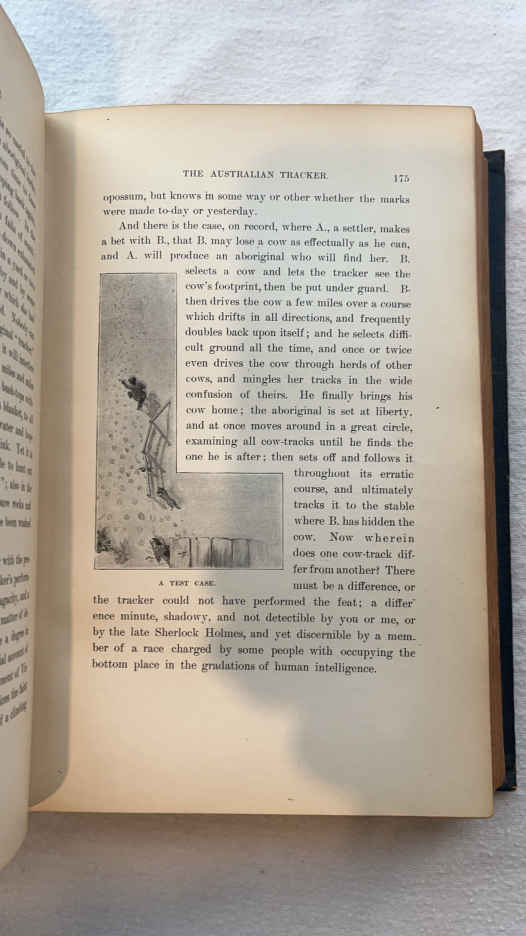 THE AUSTRALIAN TRACKER.
175
opossum, but knows in some way or other whether the marks
were made to-day or yesterday.
And there is the case, on record, where A., a settler, makes
a bet with B., that B. may lose a cow as effectually as he can,
and A. will produce an aboriginal who will find her. B.
selects a cow and lets the tracker see the
cow's footprint, then be put under guard. B.
then drives the cow a few miles over a course
which drifts in all directions, and frequently
doubles back upon itself; and he selects diffi-
cult ground all the time, and once or twice
even drives the cow through herds of other
cows, and mingles her tracks in the wide
confusion of theirs. He finally brings his
cow home; the aboriginal is set at liberty,
and at once moves around in a great circle,
examining all cow-tracks until he finds the
one he is after; then sets off and follows it
throughout its erratic
course, and ultimately
tracks it to the stable
where B. has hidden the
cow. Now wherein
does one cow-track dif-
fer from another? There
must be a difference, or
A TEST CASE.
the tracker could not have performed the feat; a differ
ence minute, shadowy, and not detectible by you or me, or
by the late Sherlock Holmes, and yet discernible by a mem.
ber of a race charged by some people with occupying the
bottom place in the gradations of human intelligence.